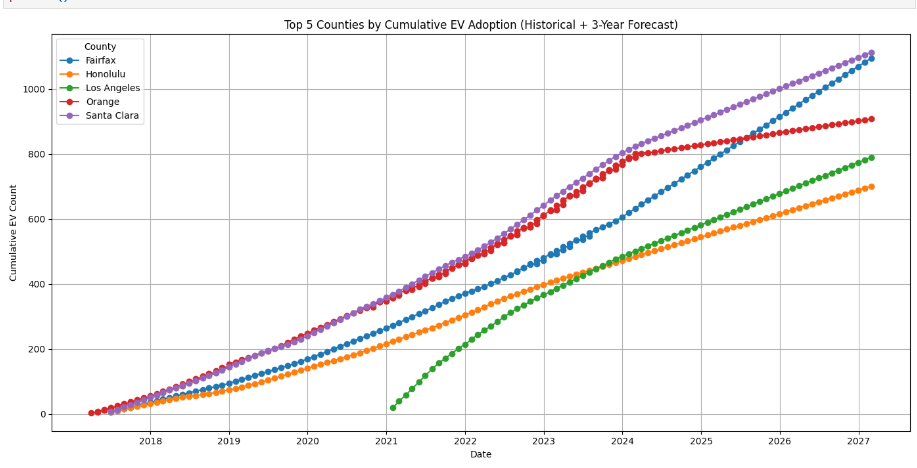 Top 5 Counties by Cumulative EV Adoption (Historical + 3-Year Forecast)
County
Fairfax
Honolulu
Los Angeles
Orange
Santa Clara
Cumulative EV Count
1000
800
600
400
200
0
2018 2019 2020 2021 2022 2023 2024 2025 2026 2027
Date